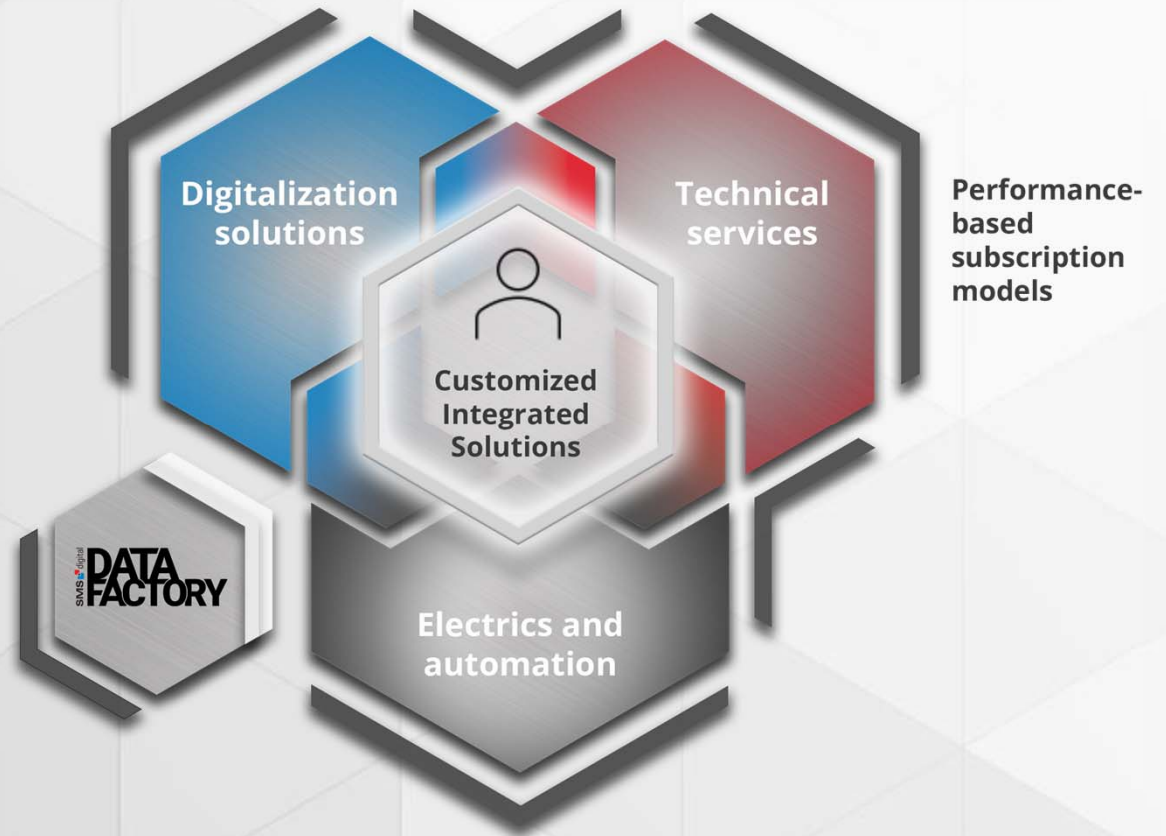 Digitalization
solutions
Technical
services
Performance-
based
subscription
models
Customized
Integrated
Solutions
SMS digital
DATA
FACTORY
Electrics and
automation